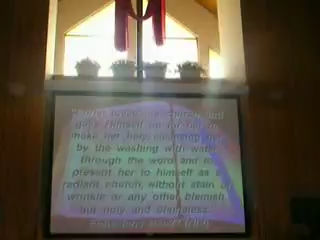 loved the church and
gave himself up for her to
make her holy, cleansing her
by the washing with water
through the word, and to
present her to himself as a
radiant church, without stain or
wrinkle or any other blemish,
but holy and blameless."